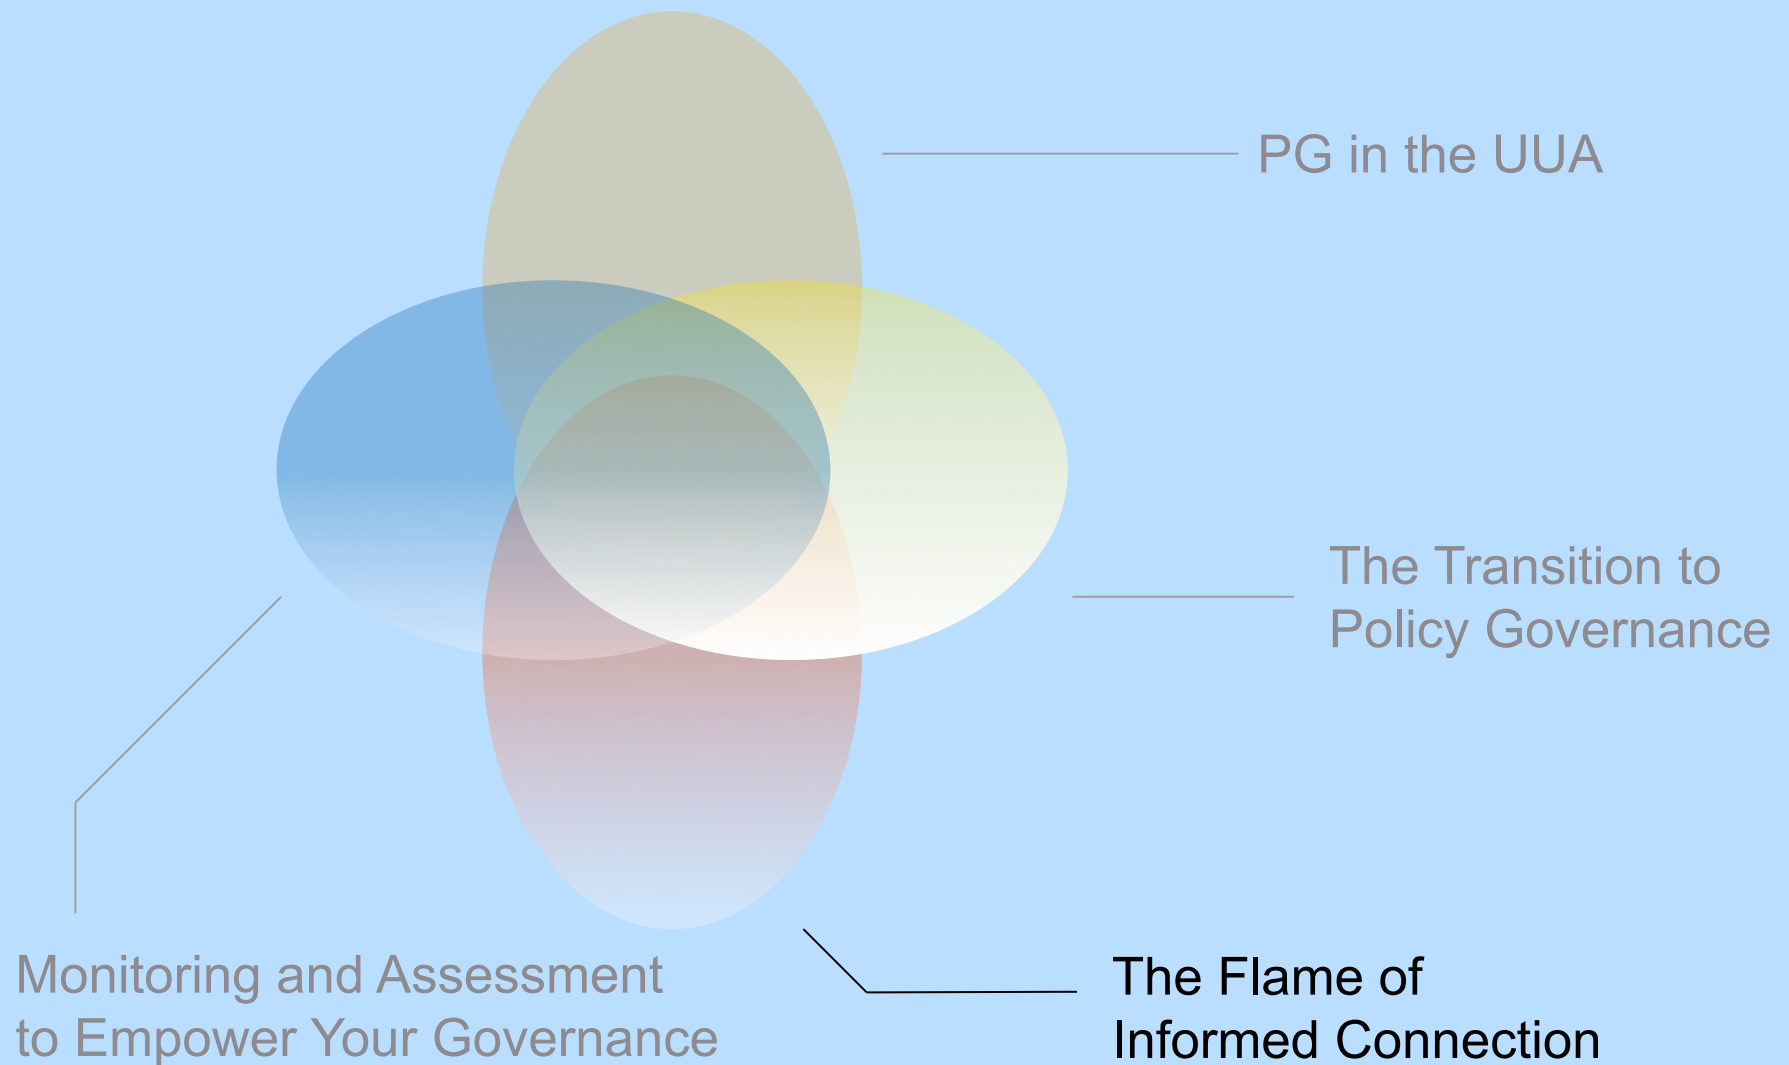 PG in the UUA
The Transition to
Policy Governance
Monitoring and Assessment
to Empower Your Governance
The Flame of
Informed Connection